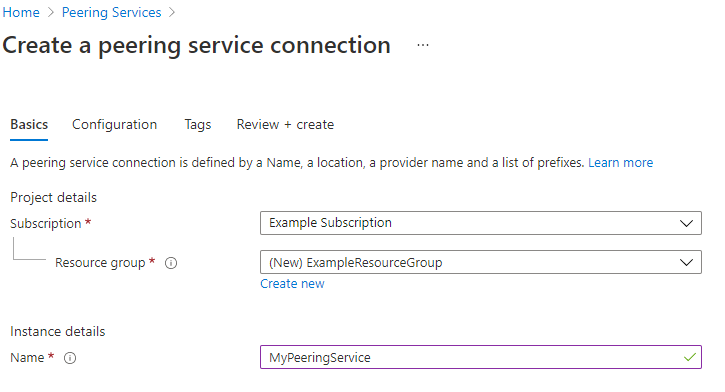 Home > Peering Services >
Create a peering service connection ...
Basics Configuration Tags Review + create
A peering service connection is defined by a Name, a location, a provider name and a list of prefixes. Learn more
Project details
Subscription * Example Subscription
Resource group * (New) ExampleResourceGroup
Create new
Instance details
Name * MyPeeringService